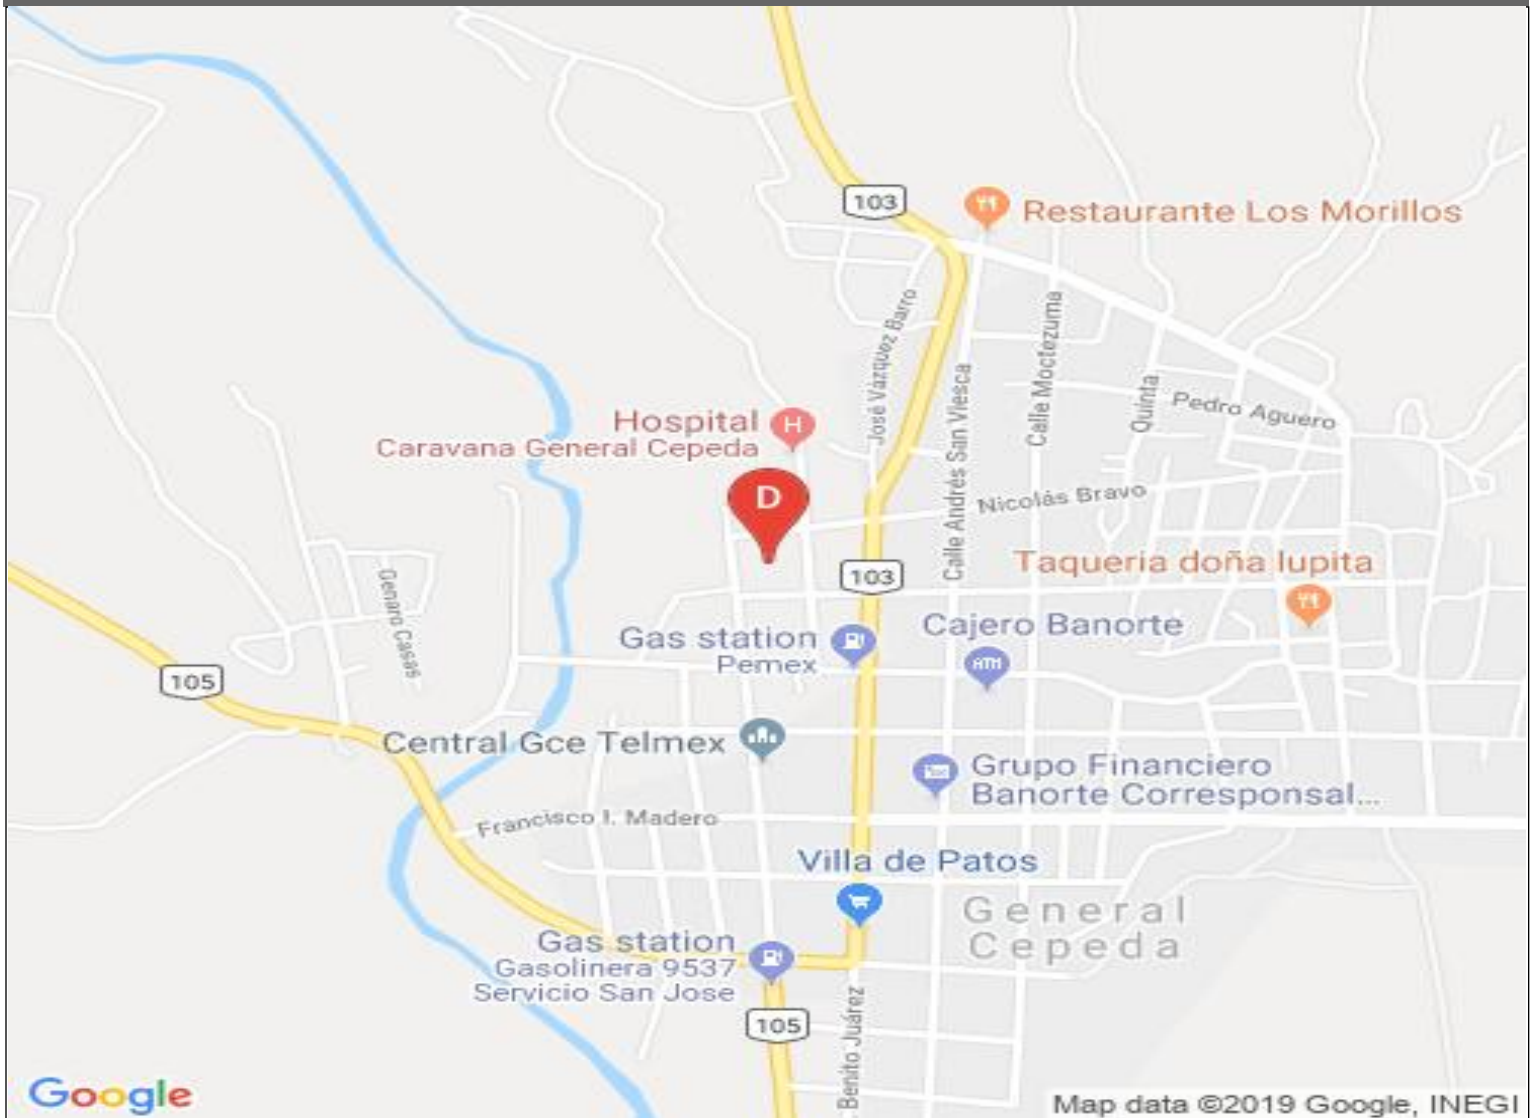 103
Restaurante Los Morillos
José Vázquez Barro
Calle Moctezuma
Calle Andrés San Viesca
Quinta
Pedro Aguero
Hospital
Caravana General Cepeda
H
D
Nicolás Bravo
103
Taqueria doña lupita
Genaro Casas
Gas station
Pemex
Cajero Banorte
ATM
105
Central Gce Telmex
Grupo Financiero
Banorte Corresponsal...
Francisco I. Madero
Villa de Patos
General
Cepeda
Gas station
Gasolinera 9537
Servicio San Jose
105
. Benito Juárez
Google
Map data ©2019 Google, INEGI